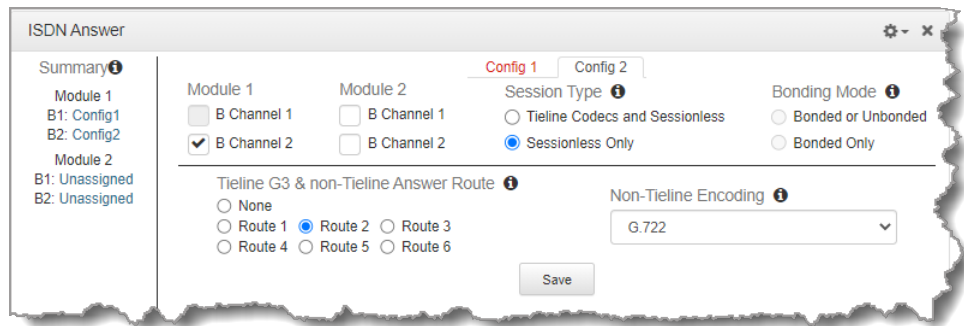 ISDN Answer
Summary
Module 1
B1: Config1
B2: Config2
Module 2
B1: Unassigned
B2: Unassigned
Config 1 Config 2
Module 1 Module 2 Session Type Bonding Mode
B Channel 1 B Channel 1 Tieline Codecs and Sessionless Bonded or Unbonded
B Channel 2 B Channel 2 Sessionless Only Bonded Only
Tieline G3 & non-Tieline Answer Route Non-Tieline Encoding
None
Route 1 Route 2 Route 3 G.722
Route 4 Route 5 Route 6
Save